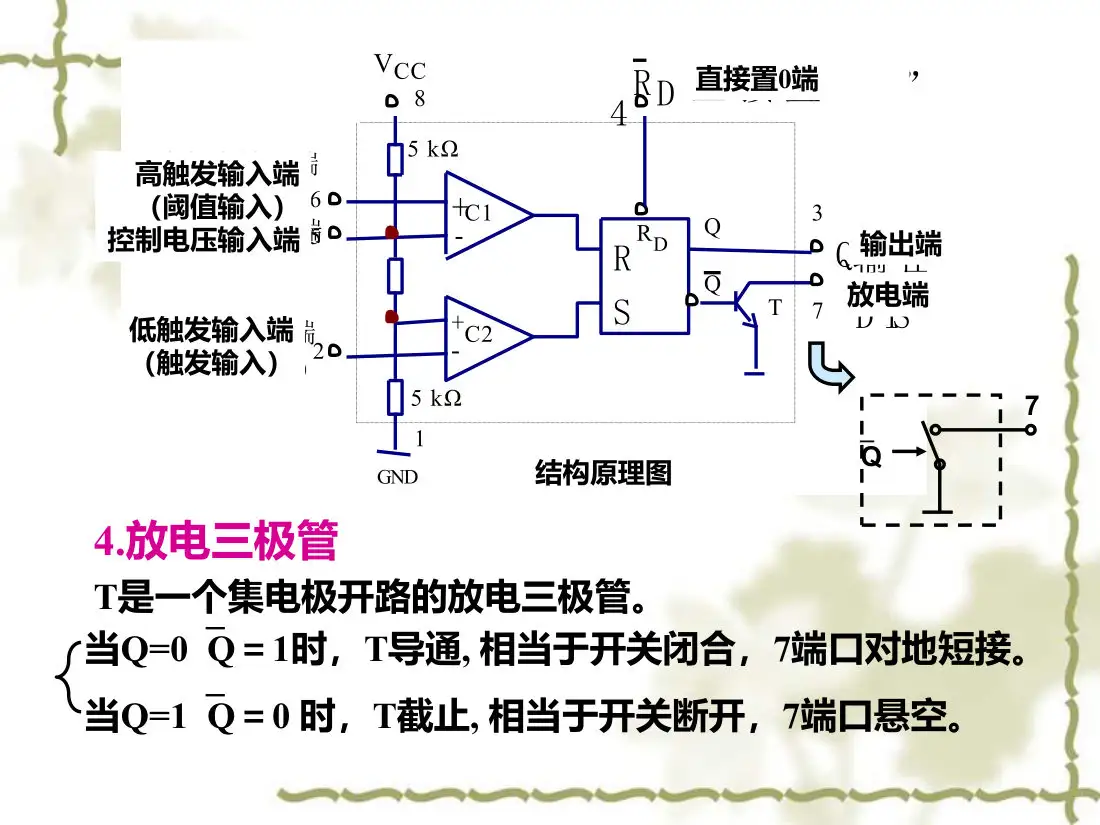 VCC
8
R̅D
4
直接置0端
5 kΩ
高触发输入端
（阈值输入）
6
控制电压输入端
5
+
C1
-
RD
R
S
Q
Q̅
3
输出端
放电端
7
T
低触发输入端
（触发输入）
2
+
C2
-
5 kΩ
1
GND
结构原理图
7
Q̅
4.放电三极管
T是一个集电极开路的放电三极管。
当Q=0 Q̅＝1时，T导通, 相当于开关闭合，7端口对地短接。
当Q=1 Q̅＝0 时，T截止, 相当于开关断开，7端口悬空。